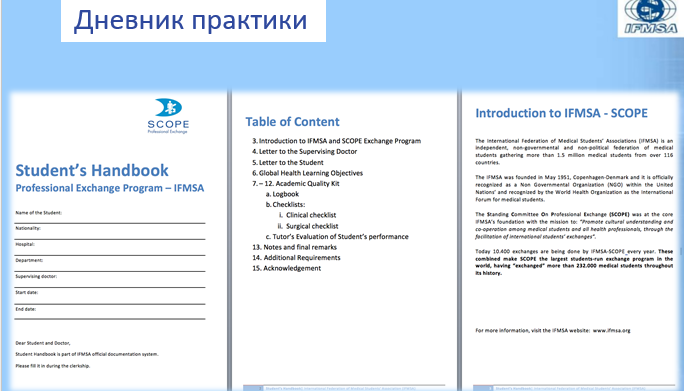 Дневник практики
IFMSA
SCOPE
Professional Exchange
Student's Handbook
Professional Exchange Program – IFMSA
Name of the Student:
Nationality:
Hospital:
Department:
Supervising doctor:
Start date:
End date:
Dear Student and Doctor,
Student Handbook is part of IFMSA official documentation system.
Please fill it in during the clerkship.
Table of Content
3. Introduction to IFMSA and SCOPE Exchange Program
4. Letter to the Supervising Doctor
5. Letter to the Student
6. Global Health Learning Objectives
7. – 12. Academic Quality Kit
a. Logbook
b. Checklists:
i. Clinical checklist
ii. Surgical checklist
c. Tutor's Evaluation of Student's performance
13. Notes and final remarks
14. Additional Requirements
15. Acknowledgement
Introduction to IFMSA - SCOPE
The International Federation of Medical Students' Associations (IFMSA) is an
independent, non-governmental and non-political federation of medical
students gathering more than 1.5 million medical students from over 116
countries.
The IFMSA was founded in May 1951, Copenhagen-Denmark and it is officially
recognized as a Non Governmental Organization (NGO) within the United
Nations' and recognized by the World Health Organization as the International
Forum for medical students.
The Standing Committee On Professional Exchange (SCOPE) was at the core
IFMSA's foundation with the mission to: "Promote cultural understanding and
co-operation among medical students and all health professionals, through the
facilitation of international students' exchanges".
Today 10.400 exchanges are being done by IFMSA-SCOPE every year. These
combined make SCOPE the largest students-run exchange program in the
world, having "exchanged" more than 232.000 medical students throughout
its history.
For more information, visit the IFMSA website: www.ifmsa.org